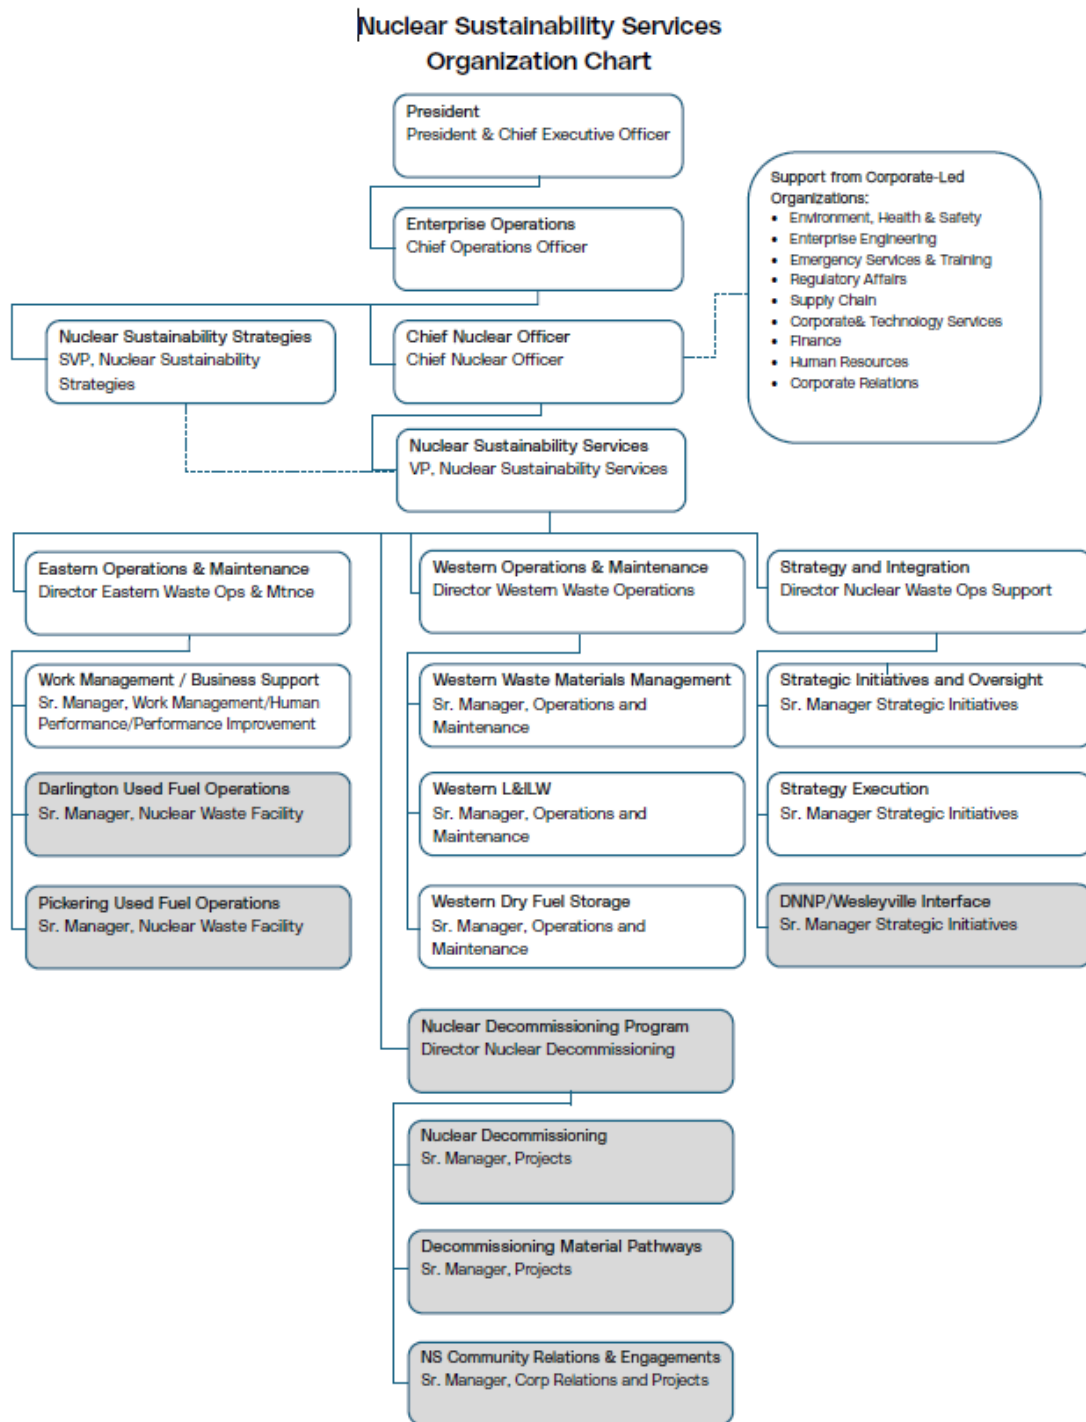 Nuclear Sustainability Services
Organization Chart
President
President & Chief Executive Officer
Support from Corporate-Led
Organizations:
• Environment, Health & Safety
• Enterprise Engineering
• Emergency Services & Training
• Regulatory Affairs
• Supply Chain
• Corporate& Technology Services
• Finance
• Human Resources
• Corporate Relations
Enterprise Operations
Chief Operations Officer
Nuclear Sustainability Strategies
SVP, Nuclear Sustainability
Strategies
Chief Nuclear Officer
Chief Nuclear Officer
Nuclear Sustainability Services
VP, Nuclear Sustainability Services
Eastern Operations & Maintenance
Director Eastern Waste Ops & Mtnce
Work Management / Business Support
Sr. Manager, Work Management/Human
Performance/Performance Improvement
Darlington Used Fuel Operations
Sr. Manager, Nuclear Waste Facility
Pickering Used Fuel Operations
Sr. Manager, Nuclear Waste Facility
Western Operations & Maintenance
Director Western Waste Operations
Western Waste Materials Management
Sr. Manager, Operations and
Maintenance
Western L&ILW
Sr. Manager, Operations and
Maintenance
Western Dry Fuel Storage
Sr. Manager, Operations and
Maintenance
Strategy and Integration
Director Nuclear Waste Ops Support
Strategic Initiatives and Oversight
Sr. Manager Strategic Initiatives
Strategy Execution
Sr. Manager Strategic Initiatives
DNNP/Wesleyville Interface
Sr. Manager Strategic Initiatives
Nuclear Decommissioning Program
Director Nuclear Decommissioning
Nuclear Decommissioning
Sr. Manager, Projects
Decommissioning Material Pathways
Sr. Manager, Projects
NS Community Relations & Engagements
Sr. Manager, Corp Relations and Projects